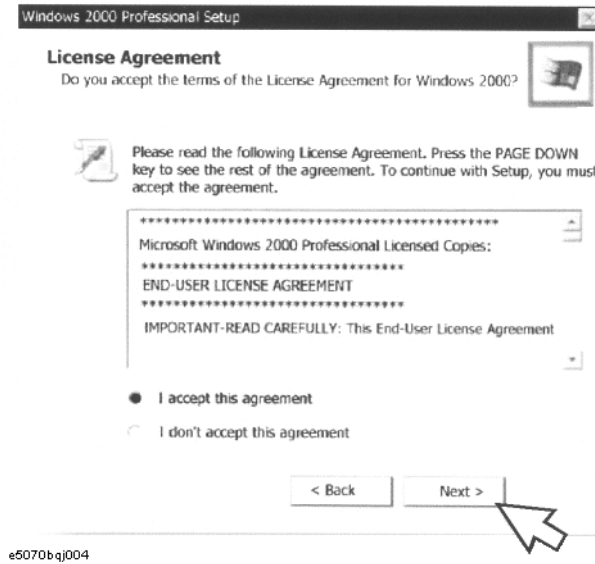 Windows 2000 Professional Setup
License Agreement
Do you accept the terms of the License Agreement for Windows 2000?
Please read the following License Agreement. Press the PAGE DOWN
key to see the rest of the agreement. To continue with Setup, you must
accept the agreement.
*********************************************
Microsoft Windows 2000 Professional Licensed Copies:
*********************************
END-USER LICENSE AGREEMENT
*********************************
IMPORTANT-READ CAREFULLY: This End-User License Agreement
I accept this agreement
I don't accept this agreement
< Back
Next >
e5070bqj004